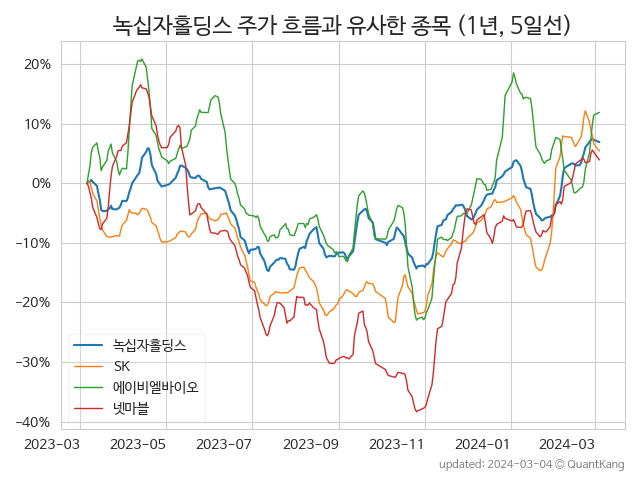 녹십자홀딩스 주가 흐름과 유사한 종목 (1년, 5일선)
20%
10%
0%
−10%
−20%
−30%
−40%
녹십자홀딩스
SK
에이비엘바이오
넷마블
2023-03
2023-05
2023-07
2023-09
2023-11
2024-01
2024-03
updated: 2024-03-04 © QuantKang